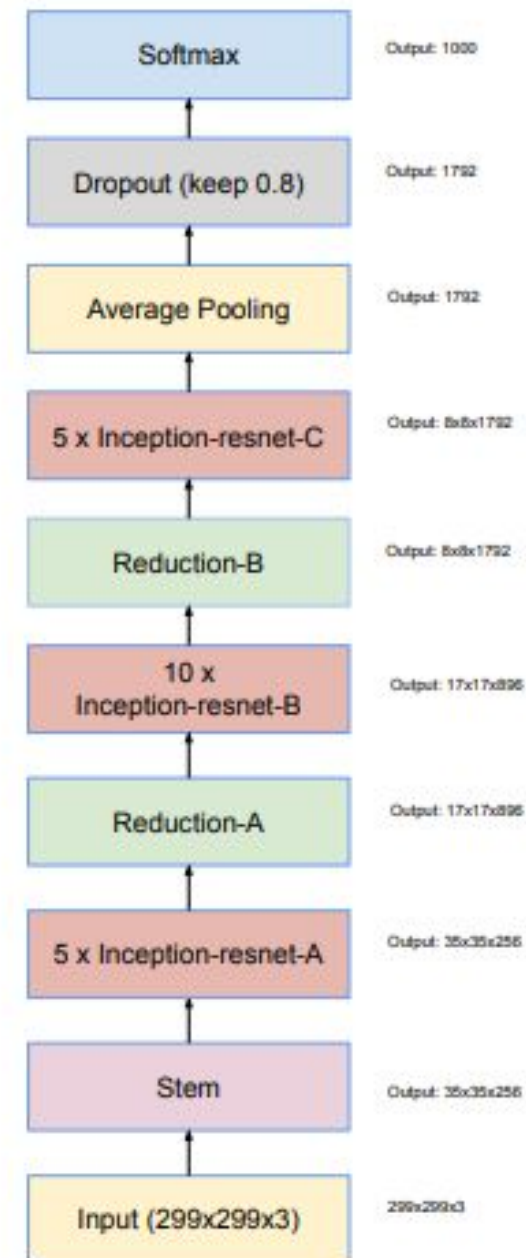 Softmax
Output: 1000
Dropout (keep 0.8)
Output: 1792
Average Pooling
Output: 1792
5 x Inception-resnet-C
Output: 8x8x1792
Reduction-B
Output: 8x8x1792
10 x
Inception-resnet-B
Output: 17x17x896
Reduction-A
Output: 17x17x896
5 x Inception-resnet-A
Output: 35x35x256
Stem
Output: 35x35x256
Input (299x299x3)
299x299x3